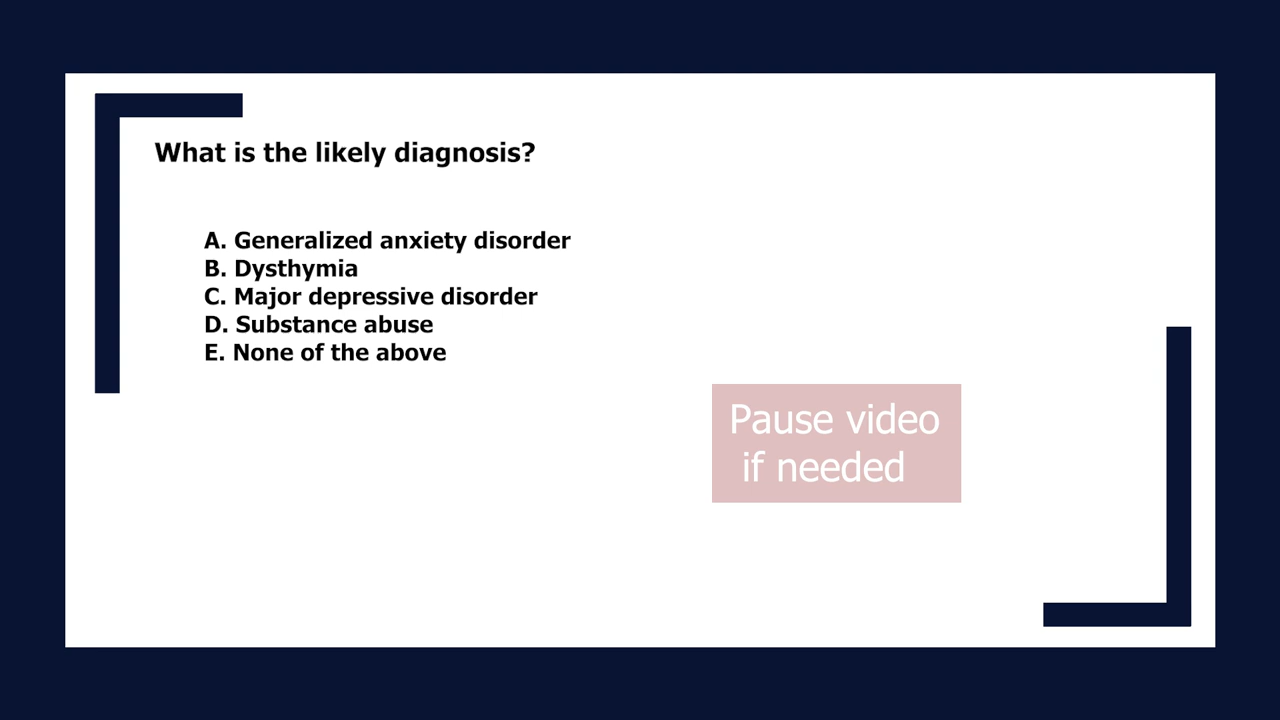 What is the likely diagnosis?
A. Generalized anxiety disorder
B. Dysthymia
C. Major depressive disorder
D. Substance abuse
E. None of the above
Pause video
if needed